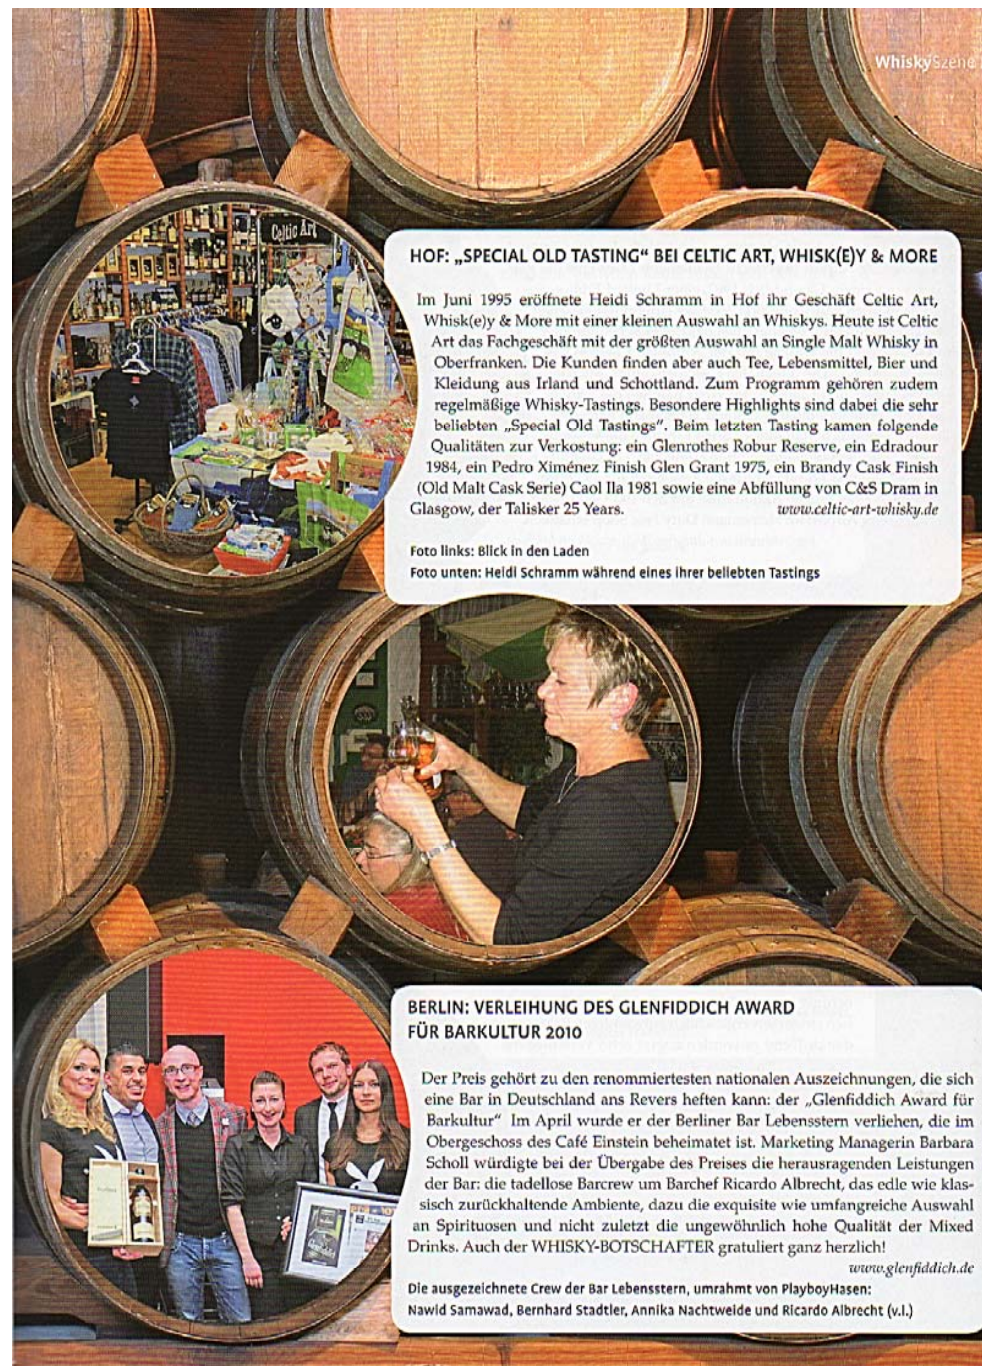 WhiskySzene
Celtic Art
HOF: „SPECIAL OLD TASTING“ BEI CELTIC ART, WHISK(E)Y & MORE
Im Juni 1995 eröffnete Heidi Schramm in Hof ihr Geschäft Celtic Art,
Whisk(e)y & More mit einer kleinen Auswahl an Whiskys. Heute ist Celtic
Art das Fachgeschäft mit der größten Auswahl an Single Malt Whisky in
Oberfranken. Die Kunden finden aber auch Tee, Lebensmittel, Bier und
Kleidung aus Irland und Schottland. Zum Programm gehören zudem
regelmäßige Whisky-Tastings. Besondere Highlights sind dabei die sehr
beliebten „Special Old Tastings“. Beim letzten Tasting kamen folgende
Qualitäten zur Verkostung: ein Glenrothes Robur Reserve, ein Edradour
1984, ein Pedro Ximénez Finish Glen Grant 1975, ein Brandy Cask Finish
(Old Malt Cask Serie) Caol Ila 1981 sowie eine Abfüllung von C&S Dram in
Glasgow, der Talisker 25 Years. www.celtic-art-whisky.de
Foto links: Blick in den Laden
Foto unten: Heidi Schramm während eines ihrer beliebten Tastings
BERLIN: VERLEIHUNG DES GLENFIDDICH AWARD
FÜR BARKULTUR 2010
Der Preis gehört zu den renommiertesten nationalen Auszeichnungen, die sich
eine Bar in Deutschland ans Revers heften kann: der „Glenfiddich Award für
Barkultur“ Im April wurde er der Berliner Bar Lebensstern verliehen, die im
Obergeschoss des Café Einstein beheimatet ist. Marketing Managerin Barbara
Scholl würdigte bei der Übergabe des Preises die herausragenden Leistungen
der Bar: die tadellose Barcrew um Barchef Ricardo Albrecht, das edle wie klas-
sisch zurückhaltende Ambiente, dazu die exquisite wie umfangreiche Auswahl
an Spirituosen und nicht zuletzt die ungewöhnlich hohe Qualität der Mixed
Drinks. Auch der WHISKY-BOTSCHAFTER gratuliert ganz herzlich!
www.glenfiddich.de
Die ausgezeichnete Crew der Bar Lebensstern, umrahmt von PlayboyHasen:
Nawid Samawad, Bernhard Stadtler, Annika Nachtweide und Ricardo Albrecht (v.l.)